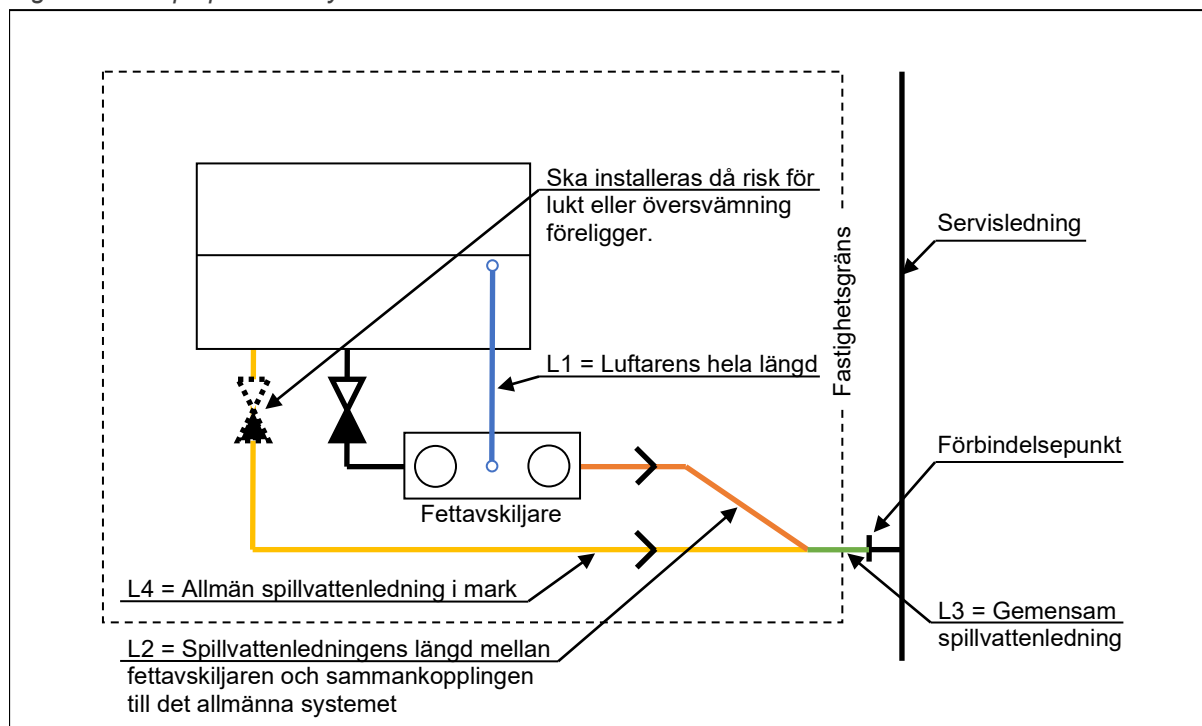 Ska installeras då risk för
lukt eller översvämning
föreligger.
Servisledning
Fastighetsgräns
L1 = Luftarens hela längd
Förbindelsepunkt
Fettavskiljare
L4 = Allmän spillvattenledning i mark
L3 = Gemensam
spillvattenledning
L2 = Spillvattenledningens längd mellan
fettavskiljaren och sammankopplingen
till det allmänna systemet